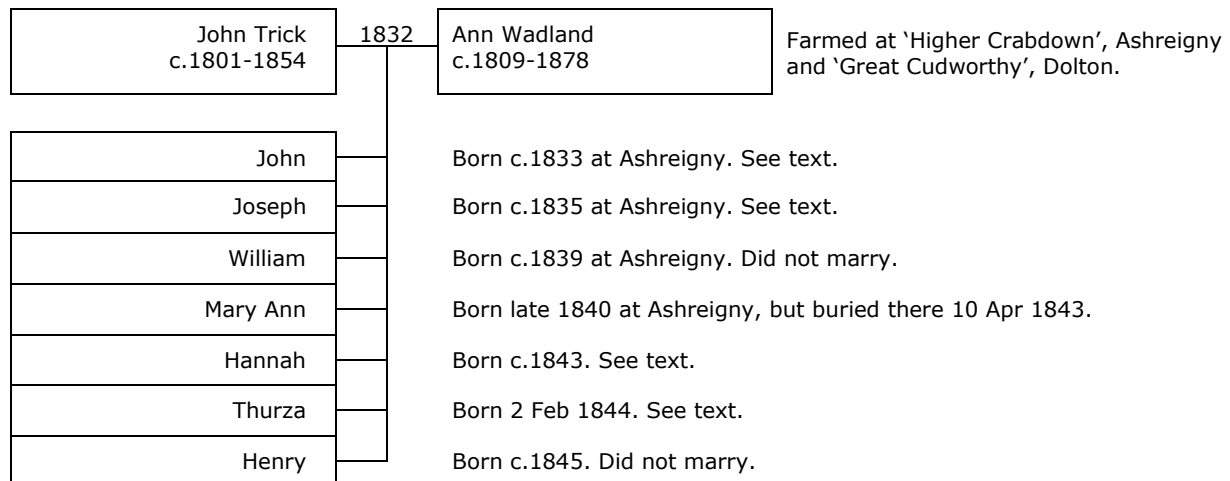 John Trick
c.1801-1854
1832
Ann Wadland
c.1809-1878
Farmed at ‘Higher Crabdown’, Ashreigny
and ‘Great Cudworthy’, Dolton.
John
Born c.1833 at Ashreigny. See text.
Joseph
Born c.1835 at Ashreigny. See text.
William
Born c.1839 at Ashreigny. Did not marry.
Mary Ann
Born late 1840 at Ashreigny, but buried there 10 Apr 1843.
Hannah
Born c.1843. See text.
Thurza
Born 2 Feb 1844. See text.
Henry
Born c.1845. Did not marry.